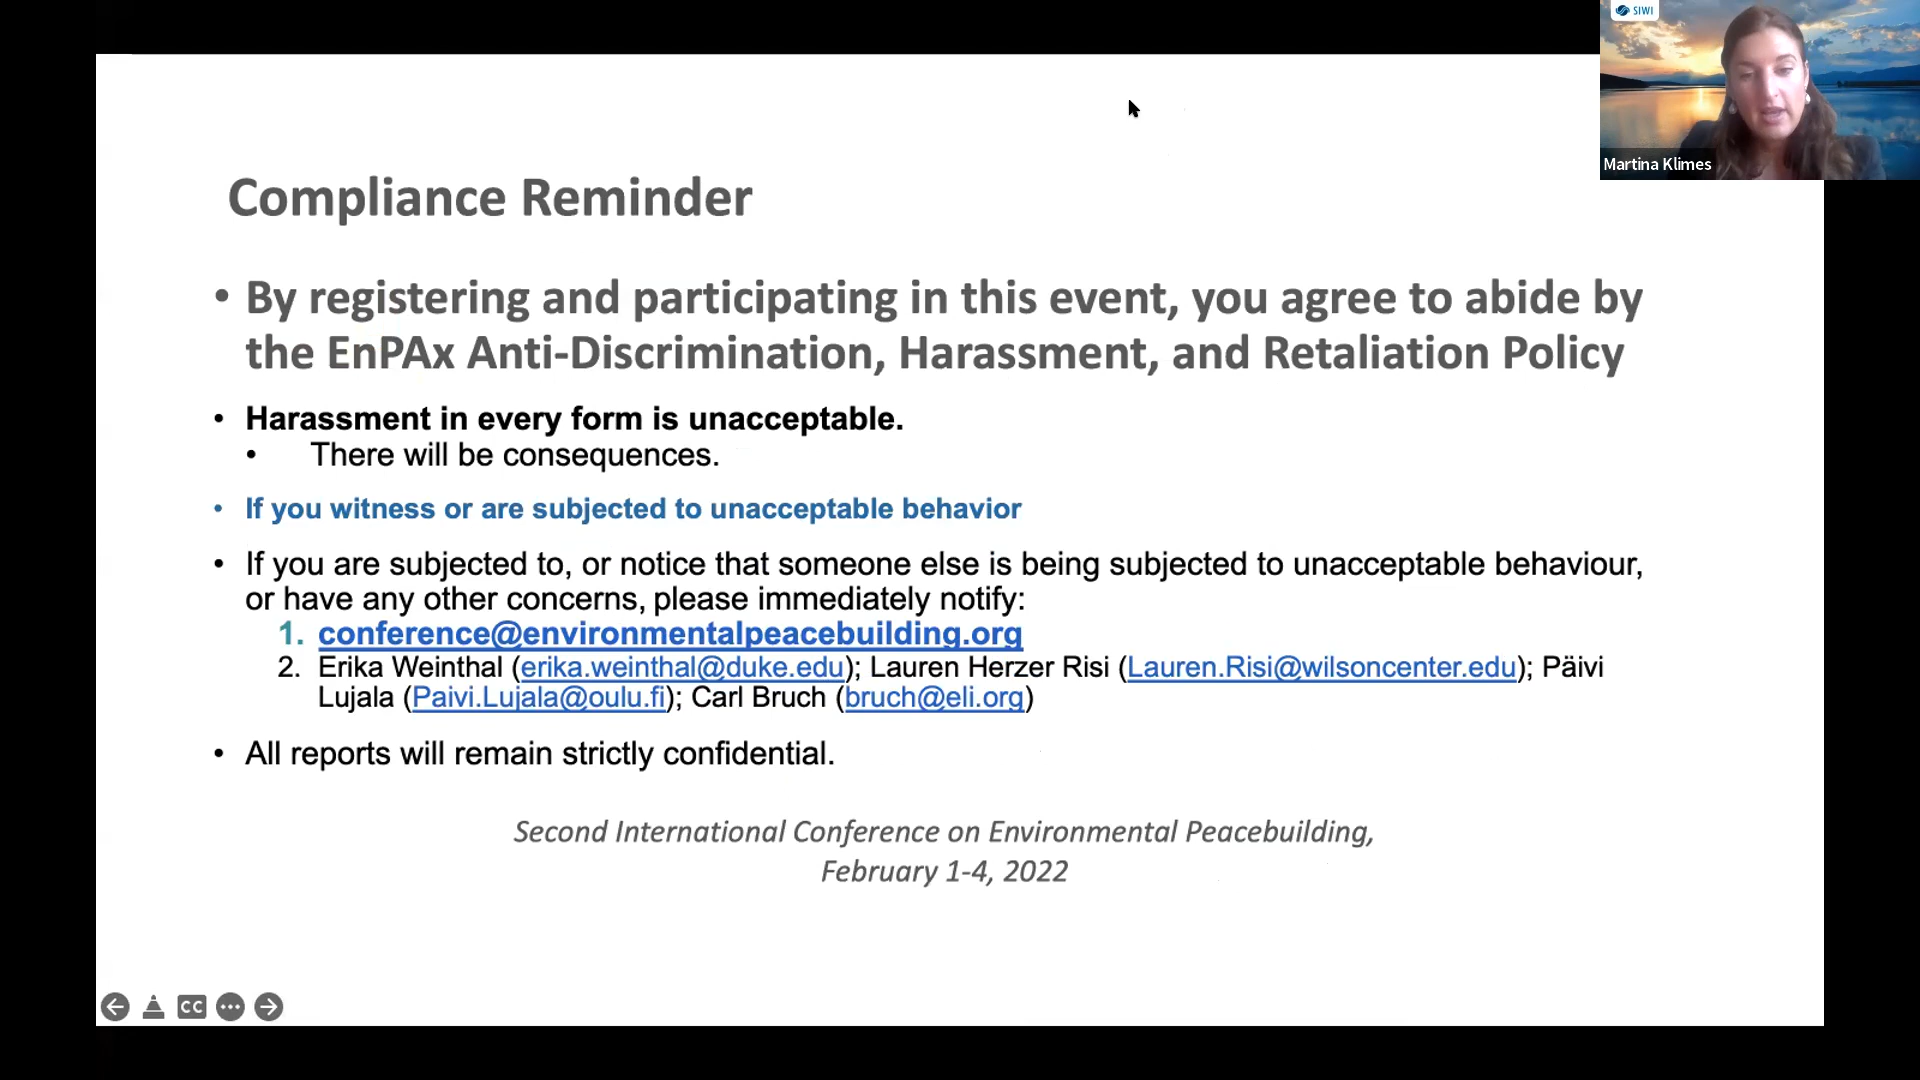 SIWI
Martina Klimes
Compliance Reminder
• By registering and participating in this event, you agree to abide by
the EnPAx Anti-Discrimination, Harassment, and Retaliation Policy
• Harassment in every form is unacceptable.
• There will be consequences.
• If you witness or are subjected to unacceptable behavior
• If you are subjected to, or notice that someone else is being subjected to unacceptable behaviour,
or have any other concerns, please immediately notify:
1. conference@environmentalpeacebuilding.org
2. Erika Weinthal (erika.weinthal@duke.edu); Lauren Herzer Risi (Lauren.Risi@wilsoncenter.edu); Päivi
Lujala (Paivi.Lujala@oulu.fi); Carl Bruch (bruch@eli.org)
• All reports will remain strictly confidential.
Second International Conference on Environmental Peacebuilding,
February 1-4, 2022
CC